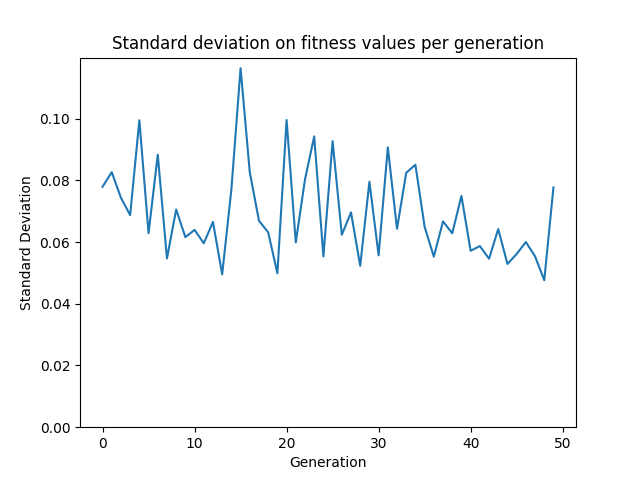 Standard deviation on fitness values per generation
Standard Deviation
0.10
0.08
0.06
0.04
0.02
0.00
0 10 20 30 40 50
Generation